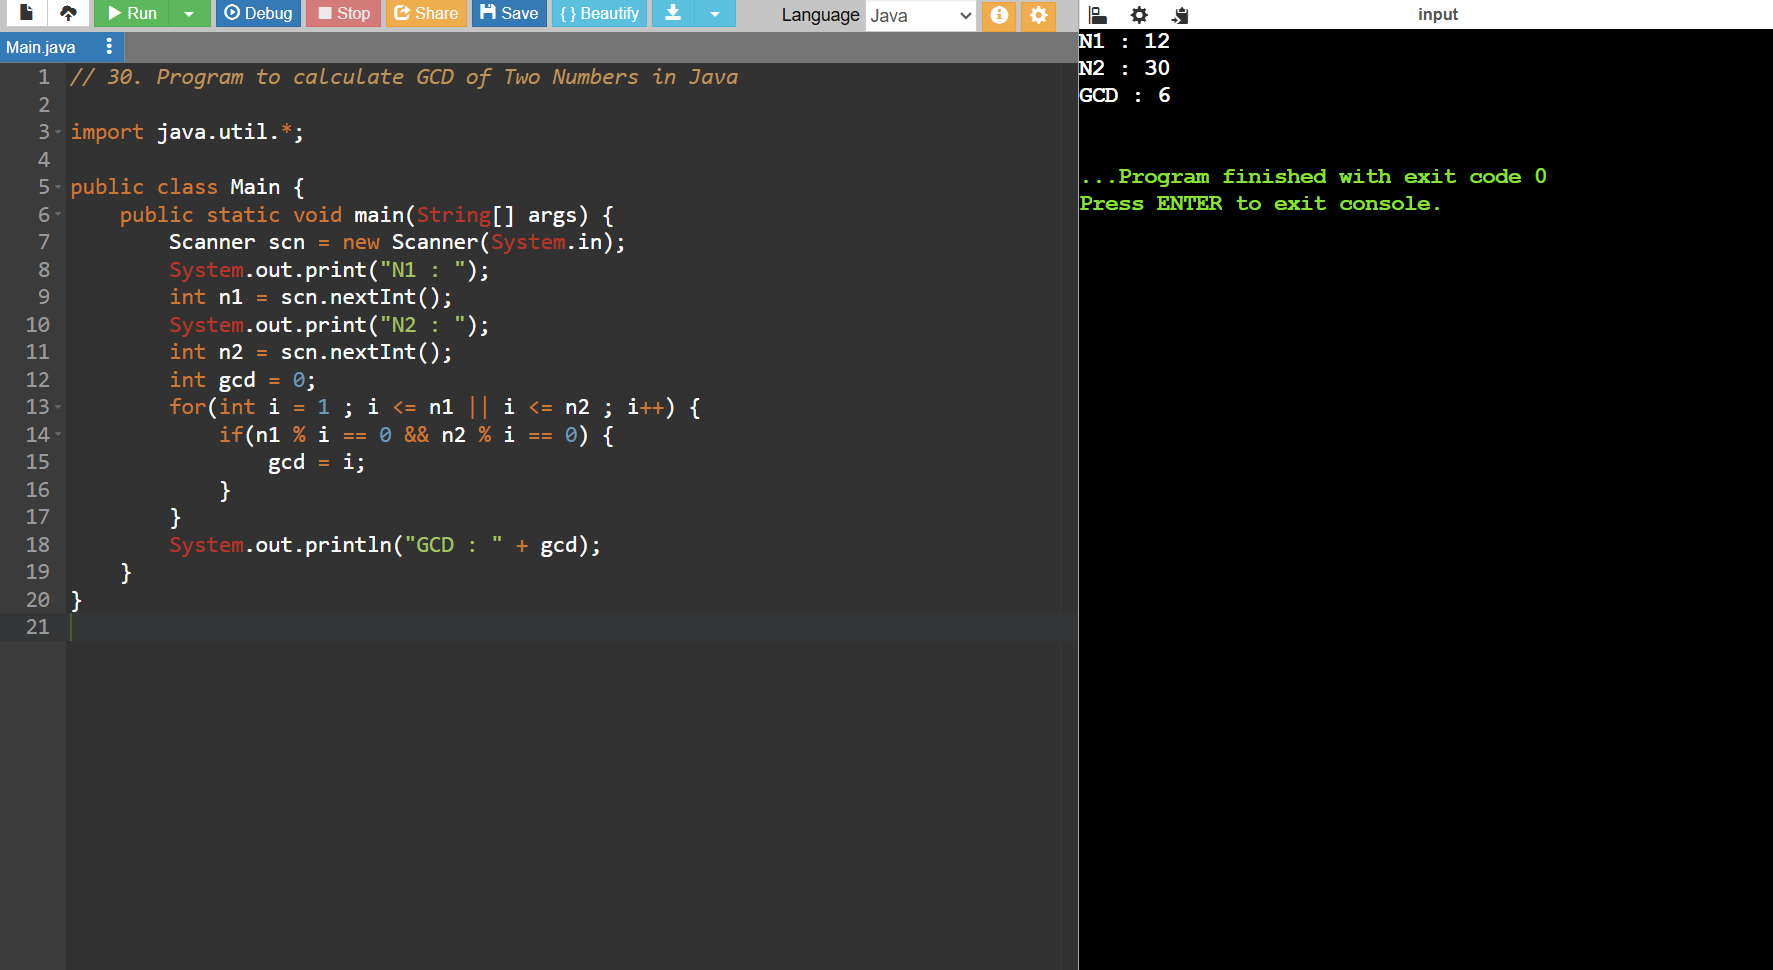 Run Debug Stop Share Save { } Beautify Language Java
Main.java
1 // 30. Program to calculate GCD of Two Numbers in Java
2
3 import java.util.*;
4
5 public class Main {
6     public static void main(String[] args) {
7         Scanner scn = new Scanner(System.in);
8         System.out.print("N1 : ");
9         int n1 = scn.nextInt();
10         System.out.print("N2 : ");
11         int n2 = scn.nextInt();
12         int gcd = 0;
13         for(int i = 1 ; i <= n1 || i <= n2 ; i++) {
14             if(n1 % i == 0 && n2 % i == 0) {
15                 gcd = i;
16             }
17         }
18         System.out.println("GCD : " + gcd);
19     }
20 }
21
input
N1 : 12
N2 : 30
GCD : 6
...Program finished with exit code 0
Press ENTER to exit console.